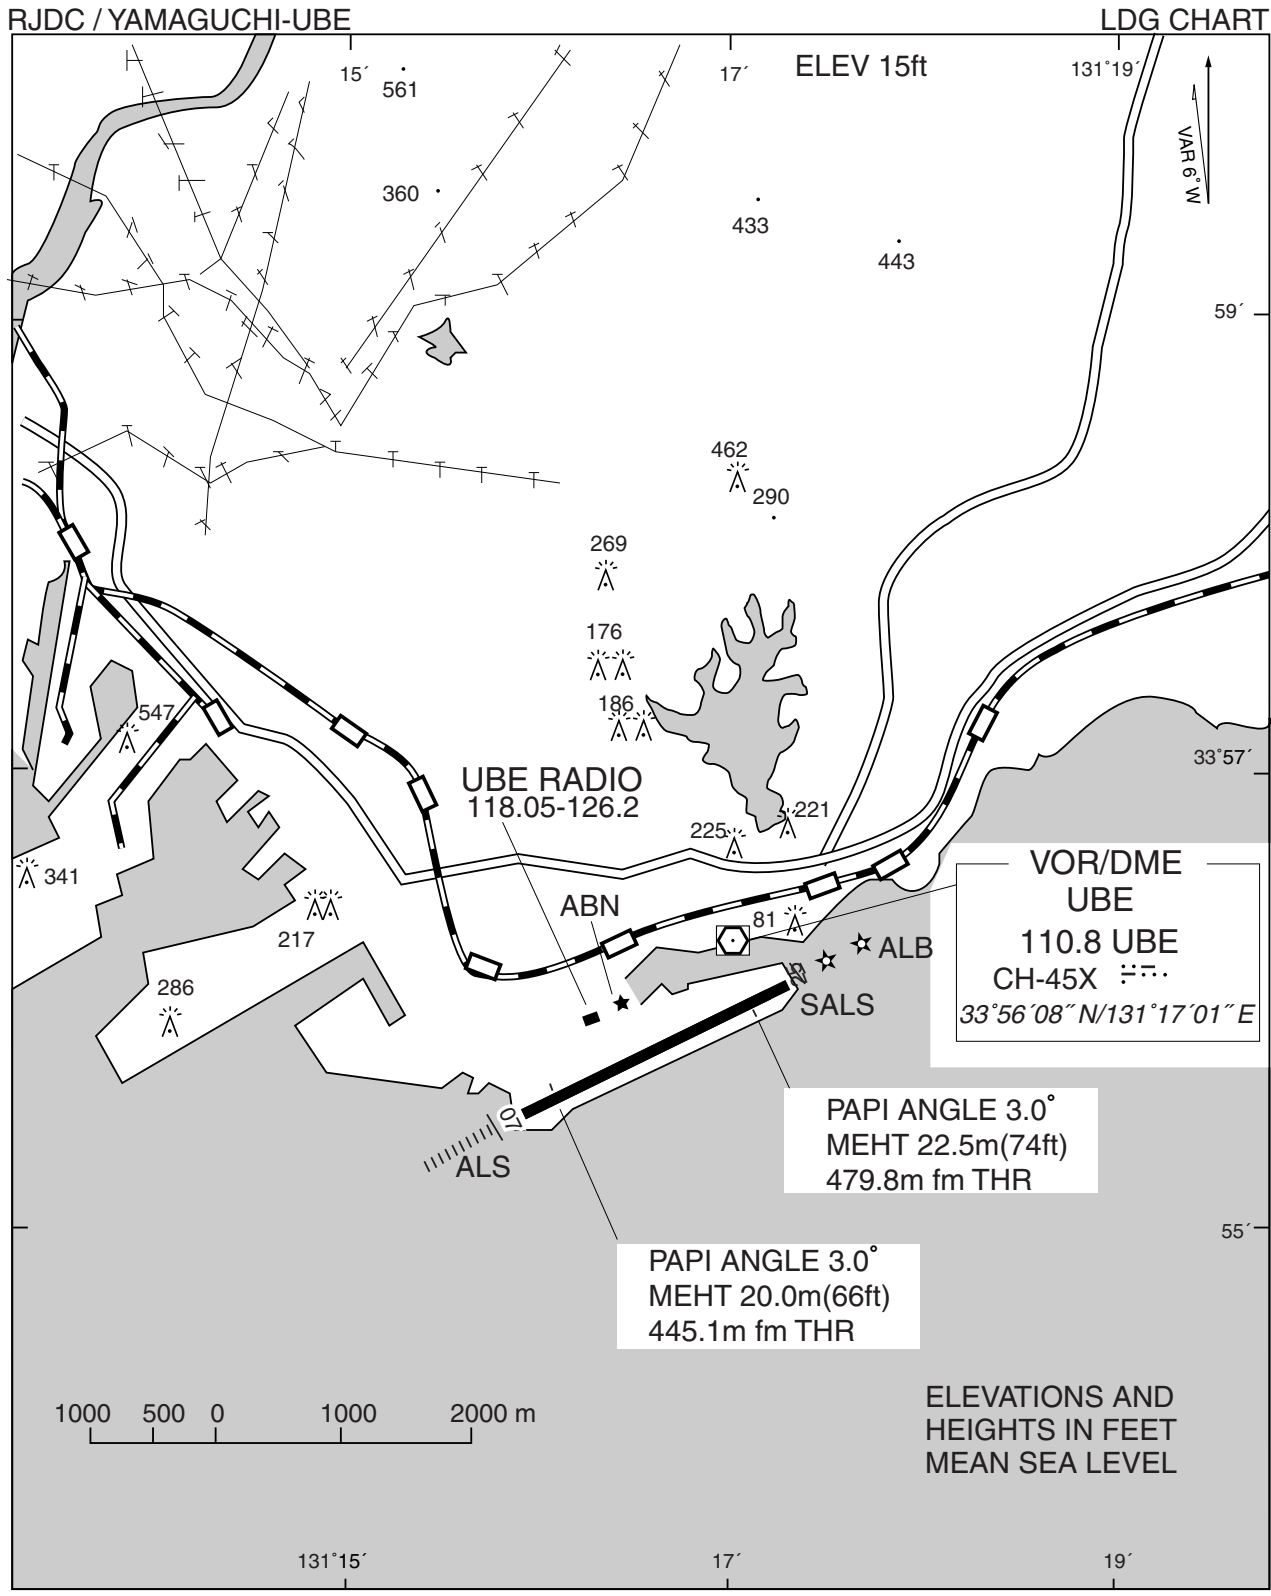 RJDC / YAMAGUCHI-UBE
LDG CHART
15´
561
17´
ELEV 15ft
131°19´
VAR 6°W
360
433
443
59´
462
290
269
176
186
547
33°57´
UBE RADIO
118.05-126.2
221
225
341
217
ABN
81
ALB
VOR/DME
UBE
110.8 UBE
CH-45X
33°56´08˝N/131°17´01˝E
286
25
SALS
07
ALS
PAPI ANGLE 3.0°
MEHT 22.5m(74ft)
479.8m fm THR
55´
PAPI ANGLE 3.0°
MEHT 20.0m(66ft)
445.1m fm THR
1000 500 0 1000 2000 m
ELEVATIONS AND
HEIGHTS IN FEET
MEAN SEA LEVEL
131°15´
17´
19´